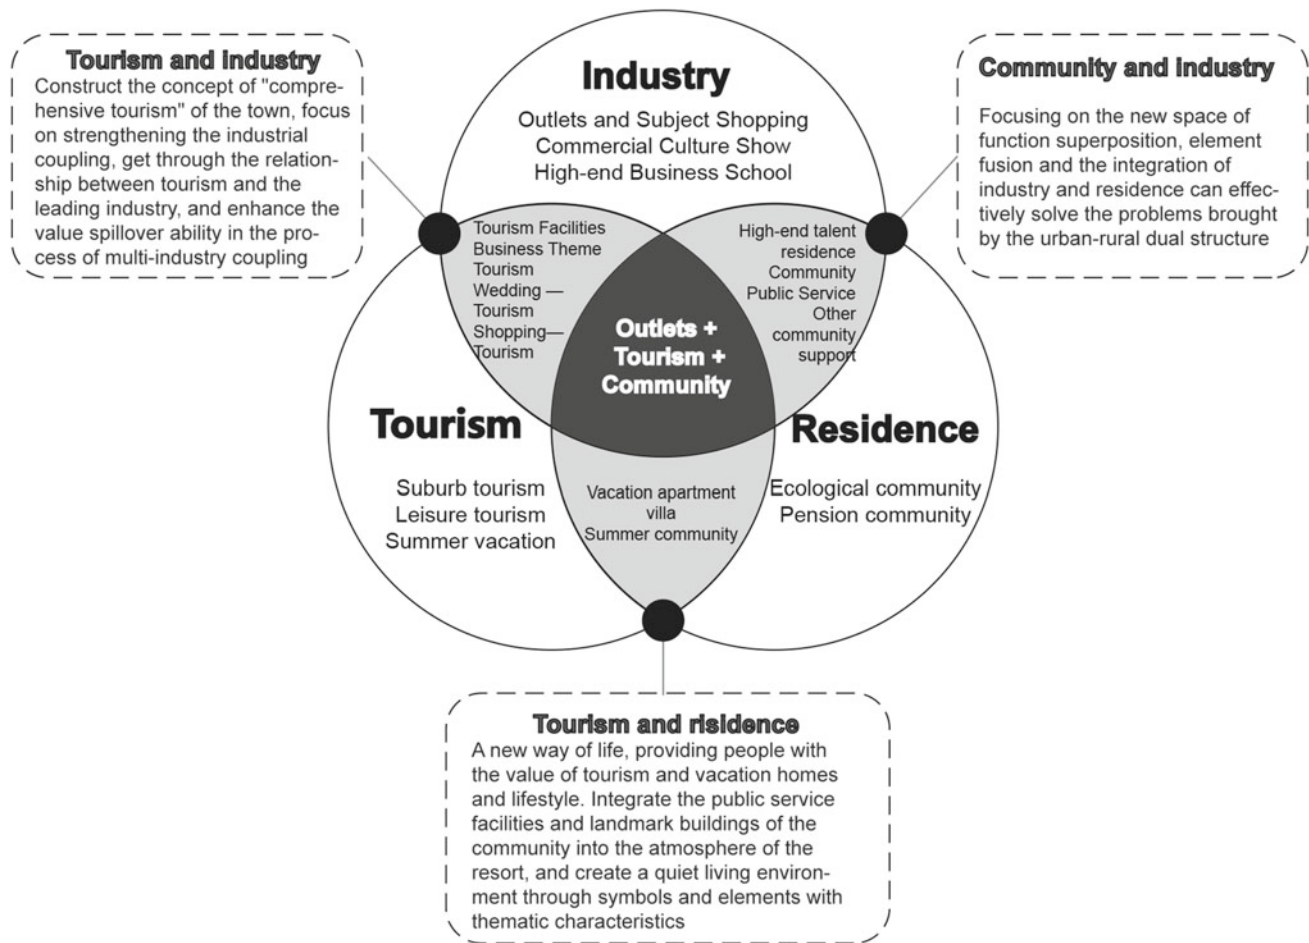 Tourism and industry
Construct the concept of "compre-
hensive tourism" of the town, focus
on strengthening the industrial
coupling, get through the relation-
ship between tourism and the
leading industry, and enhance the
value spillover ability in the pro-
cess of multi-industry coupling
Industry
Outlets and Subject Shopping
Commercial Culture Show
High-end Business School
Community and industry
Focusing on the new space of
function superposition, element
fusion and the integration of
industry and residence can effec-
tively solve the problems brought
by the urban-rural dual structure
Tourism Facilities
Business Theme
Tourism
Wedding —
Tourism
Shopping—
Tourism
High-end talent
residence
Community
Public Service
Other
community
support
Outlets +
Tourism +
Community
Tourism
Suburb tourism
Leisure tourism
Summer vacation
Residence
Ecological community
Pension community
Vacation apartment
villa
Summer community
Tourism and risidence
A new way of life, providing people with
the value of tourism and vacation homes
and lifestyle. Integrate the public service
facilities and landmark buildings of the
community into the atmosphere of the
resort, and create a quiet living environ-
ment through symbols and elements with
thematic characteristics